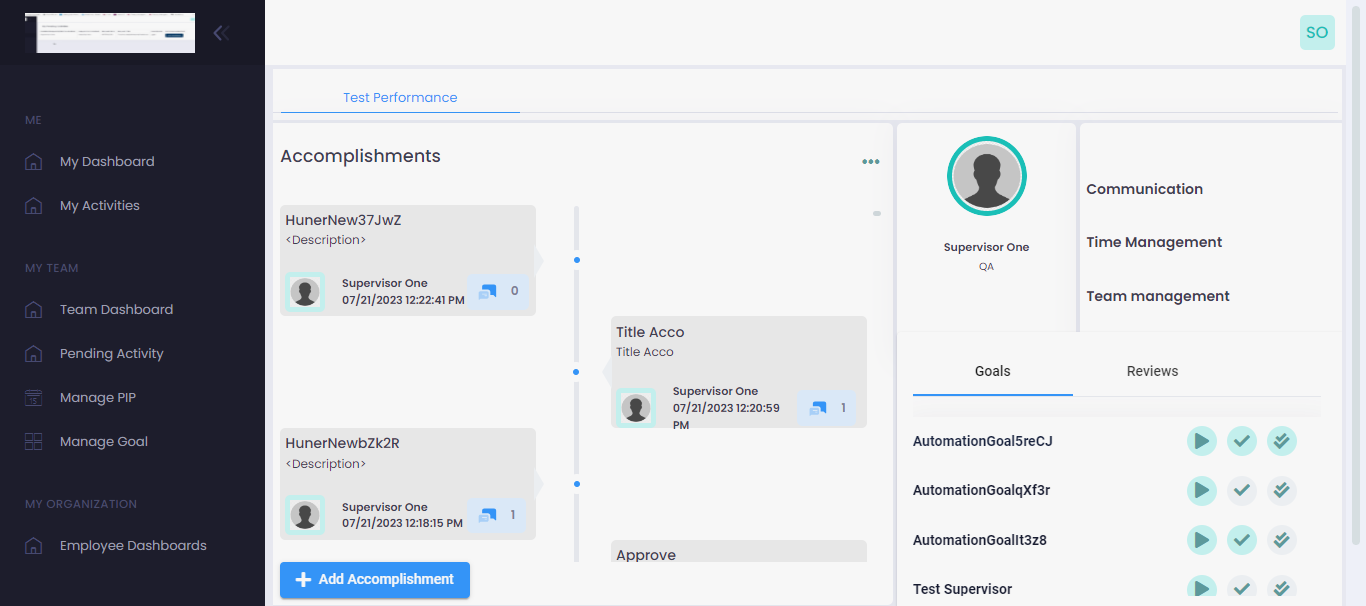 SO
ME
My Dashboard
My Activities
MY TEAM
Team Dashboard
Pending Activity
Manage PIP
Manage Goal
MY ORGANIZATION
Employee Dashboards
Test Performance
Accomplishments
HunerNew37JwZ
<Description>
Supervisor One
07/21/2023 12:22:41 PM
0
Title Acco
Title Acco
Supervisor One
07/21/2023 12:20:59
PM
1
HunerNewbZk2R
<Description>
Supervisor One
07/21/2023 12:18:15 PM
1
Approve
Add Accomplishment
Supervisor One
QA
Communication
Time Management
Team management
Goals
Reviews
AutomationGoal5reCJ
AutomationGoalqXf3r
AutomationGoalIt3z8
Test Supervisor